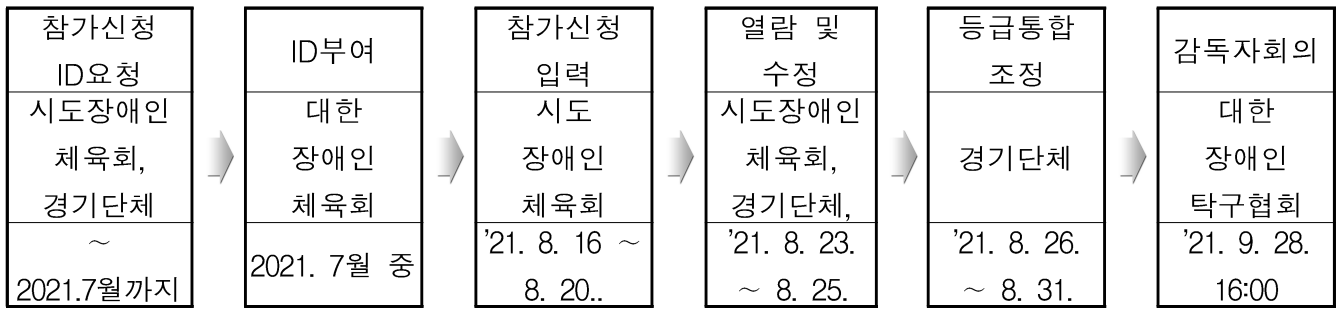 참가신청
ID요청
시도장애인
체육회,
경기단체
~
2021.7월까지
ID부여
대한
장애인
체육회
2021. 7월 중
참가신청
입력
시도
장애인
체육회
'21. 8. 16 ~
8. 20..
열람 및
수정
시도장애인
체육회,
경기단체,
'21. 8. 23.
~ 8. 25.
등급통합
조정
경기단체
'21. 8. 26.
~ 8. 31.
감독자회의
대한
장애인
탁구협회
'21. 9. 28.
16:00